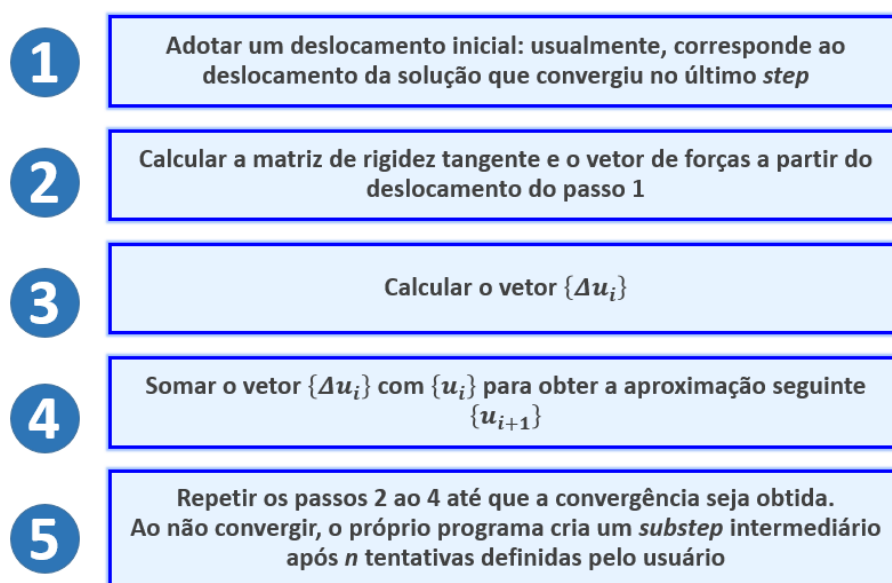 1
Adotar um deslocamento inicial: usualmente, corresponde ao
deslocamento da solução que convergiu no último step
2
Calcular a matriz de rigidez tangente e o vetor de forças a partir do
deslocamento do passo 1
3
Calcular o vetor {Δu_i}
4
Somar o vetor {Δu_i} com {u_i} para obter a aproximação seguinte
{u_{i+1}}
5
Repetir os passos 2 ao 4 até que a convergência seja obtida.
Ao não convergir, o próprio programa cria um substep intermediário
após n tentativas definidas pelo usuário